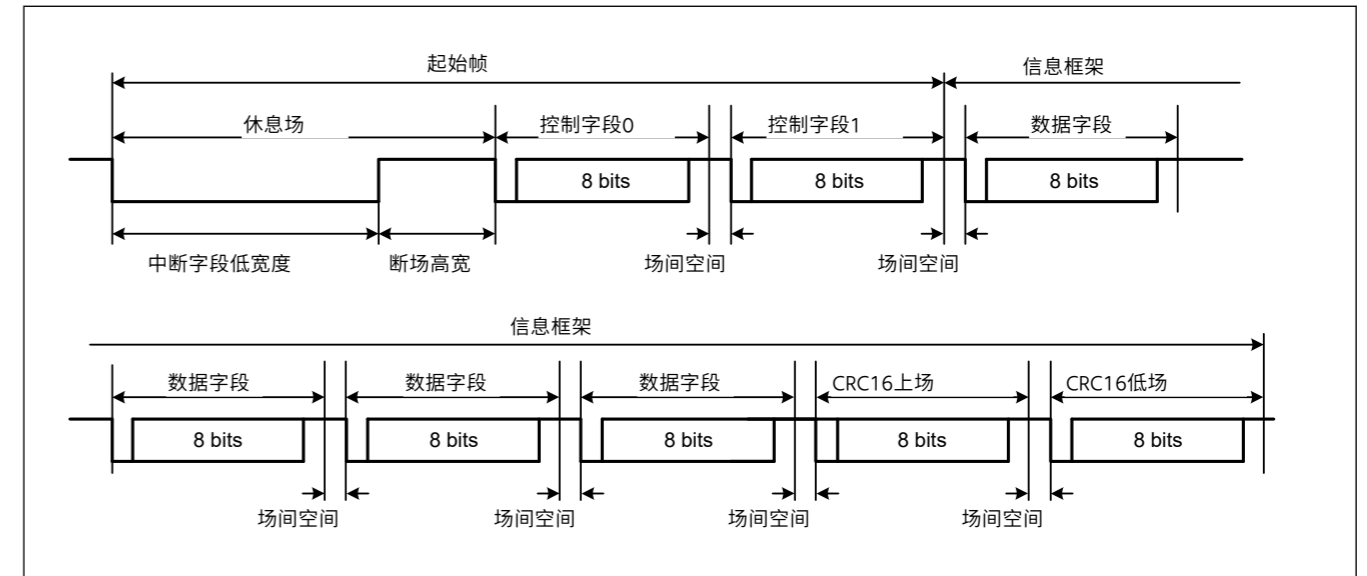 起始帧
信息框架
休息场
控制字段0
控制字段1
数据字段
8 bits
8 bits
8 bits
中断字段低宽度
断场高宽
场间空间
场间空间
信息框架
数据字段
数据字段
数据字段
CRC16上场
CRC16低场
8 bits
8 bits
8 bits
8 bits
8 bits
场间空间
场间空间
场间空间
场间空间